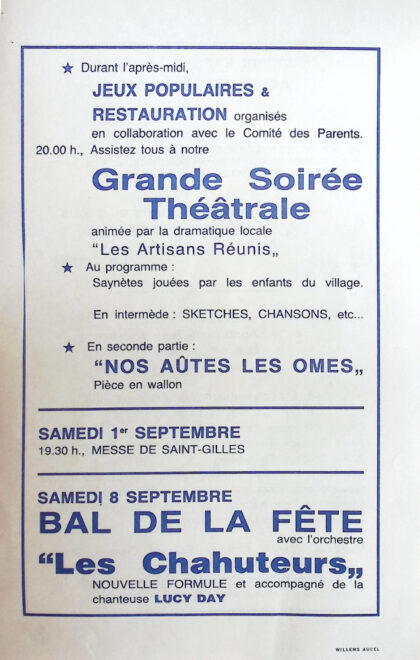 ★ Durant l'après-midi,
JEUX POPULAIRES &
RESTAURATION organisés
en collaboration avec le Comité des Parents.
20.00 h., Assistez tous à notre
Grande Soirée
Théâtrale
animée par la dramatique locale
“Les Artisans Réunis„
★ Au programme :
Saynètes jouées par les enfants du village.
En intermède : SKETCHES, CHANSONS, etc...
★ En seconde partie :
“NOS AÛTES LES OMES„
Pièce en wallon
SAMEDI 1er SEPTEMBRE
19.30 h., MESSE DE SAINT-GILLES
SAMEDI 8 SEPTEMBRE
BAL DE LA FÊTE
avec l'orchestre
“Les Chahuteurs„
NOUVELLE FORMULE et accompagné de la
chanteuse LUCY DAY
WILLEMS AUBEL